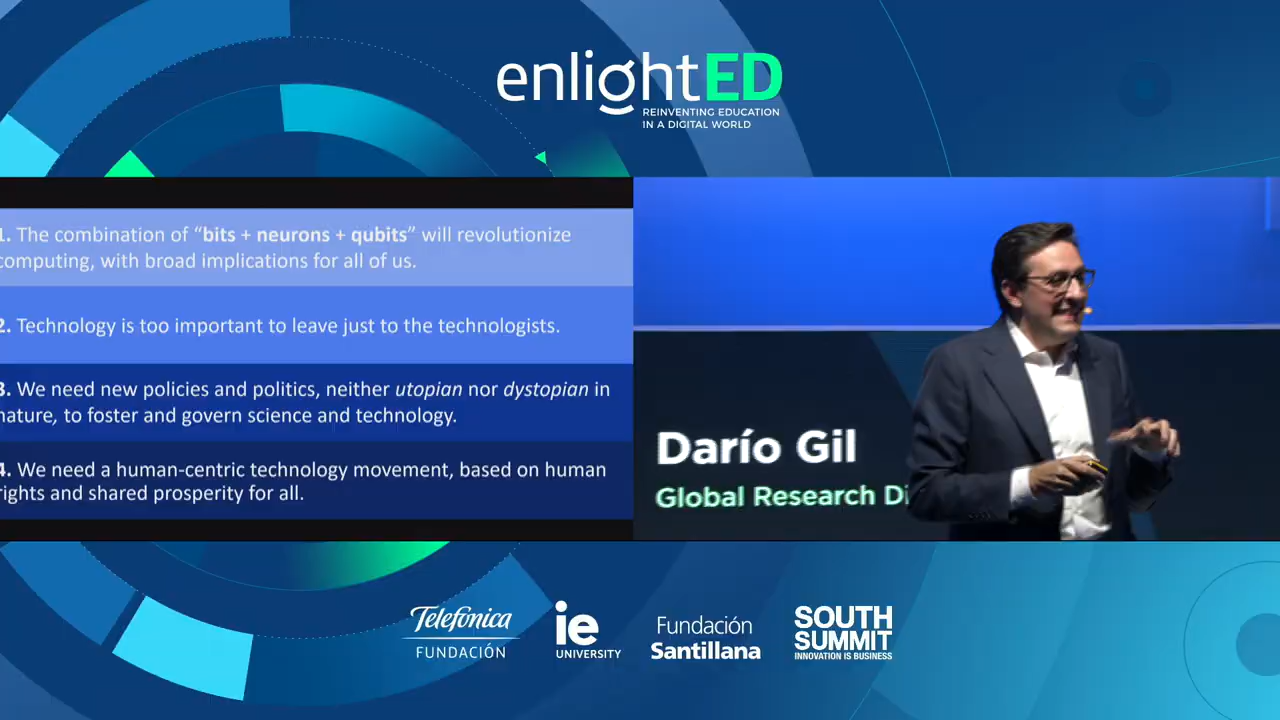 enlightED
REINVENTING EDUCATION
IN A DIGITAL WORLD
1. The combination of “bits + neurons + qubits” will revolutionize
computing, with broad implications for all of us.
2. Technology is too important to leave just to the technologists.
3. We need new policies and politics, neither utopian nor dystopian in
nature, to foster and govern science and technology.
4. We need a human-centric technology movement, based on human
rights and shared prosperity for all.
Darío Gil
Global Research Di
Telefónica
FUNDACIÓN
ie
UNIVERSITY
Fundación
Santillana
SOUTH
SUMMIT
INNOVATION IS BUSINESS